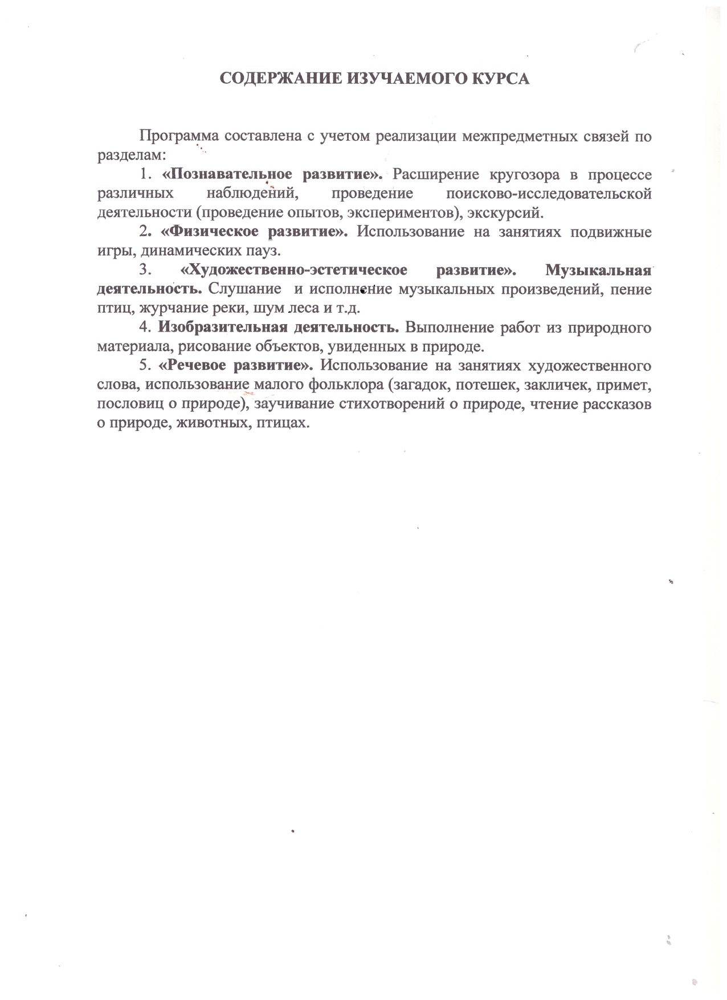 СОДЕРЖАНИЕ ИЗУЧАЕМОГО КУРСА
Программа составлена с учетом реализации межпредметных связей по
разделам:
1. «Познавательное развитие». Расширение кругозора в процессе
различных наблюдений, проведение поисково-исследовательской
деятельности (проведение опытов, экспериментов), экскурсий.
2. «Физическое развитие». Использование на занятиях подвижные
игры, динамических пауз.
3. «Художественно-эстетическое развитие». Музыкальная
деятельность. Слушание и исполнение музыкальных произведений, пение
птиц, журчание реки, шум леса и т.д.
4. Изобразительная деятельность. Выполнение работ из природного
материала, рисование объектов, увиденных в природе.
5. «Речевое развитие». Использование на занятиях художественного
слова, использование малого фольклора (загадок, потешек, закличек, примет,
пословиц о природе), заучивание стихотворений о природе, чтение рассказов
о природе, животных, птицах.